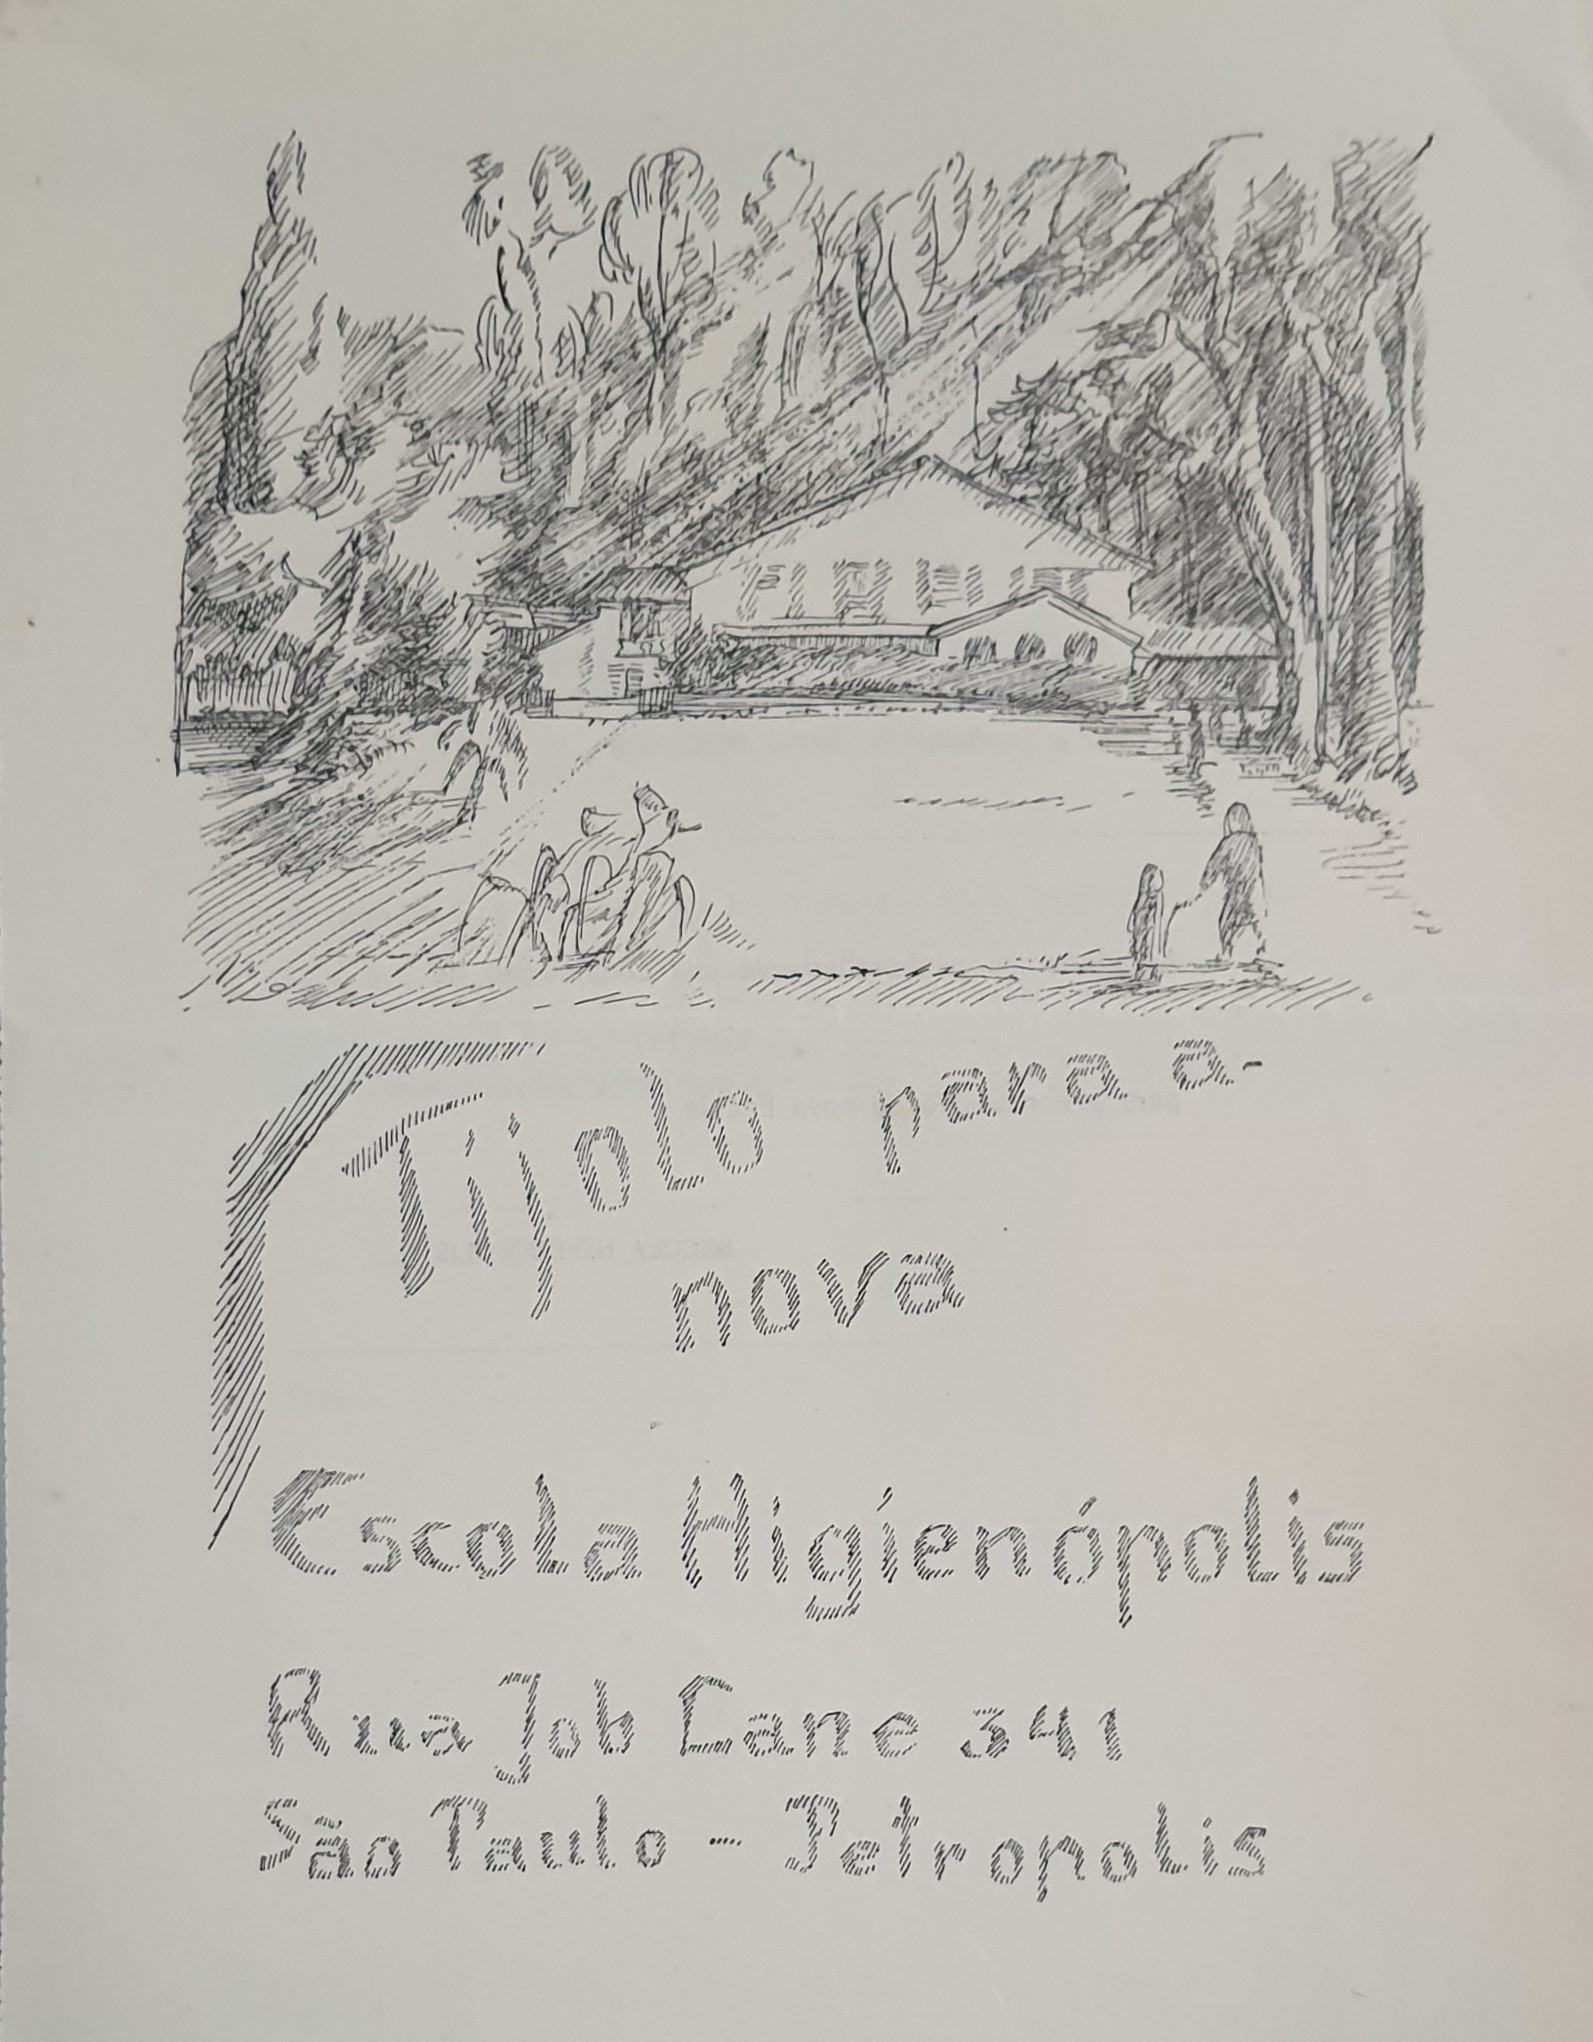 Tijolo para a
nova
Escola Higienópolis
Rua Job Lane 341
São Paulo - Petropolis